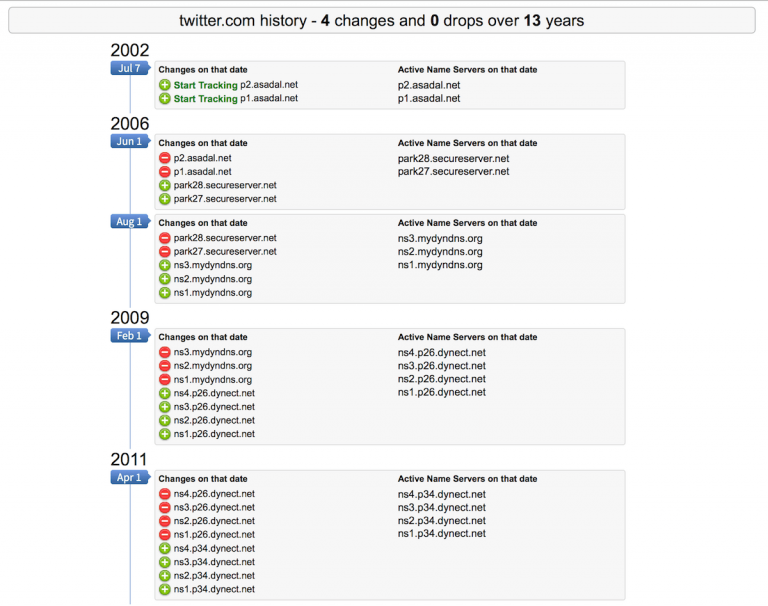 twitter.com history - 4 changes and 0 drops over 13 years
2002
Jul 7
Changes on that date
Active Name Servers on that date
Start Tracking p2.asadal.net
p2.asadal.net
Start Tracking p1.asadal.net
p1.asadal.net
2006
Jun 1
Changes on that date
Active Name Servers on that date
p2.asadal.net
park28.secureserver.net
p1.asadal.net
park27.secureserver.net
park28.secureserver.net
park27.secureserver.net
Aug 1
Changes on that date
Active Name Servers on that date
park28.secureserver.net
ns3.mydyndns.org
park27.secureserver.net
ns2.mydyndns.org
ns3.mydyndns.org
ns1.mydyndns.org
ns2.mydyndns.org
ns1.mydyndns.org
2009
Feb 1
Changes on that date
Active Name Servers on that date
ns3.mydyndns.org
ns4.p26.dynect.net
ns2.mydyndns.org
ns3.p26.dynect.net
ns1.mydyndns.org
ns2.p26.dynect.net
ns4.p26.dynect.net
ns1.p26.dynect.net
ns3.p26.dynect.net
ns2.p26.dynect.net
ns1.p26.dynect.net
2011
Apr 1
Changes on that date
Active Name Servers on that date
ns4.p26.dynect.net
ns4.p34.dynect.net
ns3.p26.dynect.net
ns3.p34.dynect.net
ns2.p26.dynect.net
ns2.p34.dynect.net
ns1.p26.dynect.net
ns1.p34.dynect.net
ns4.p34.dynect.net
ns3.p34.dynect.net
ns2.p34.dynect.net
ns1.p34.dynect.net